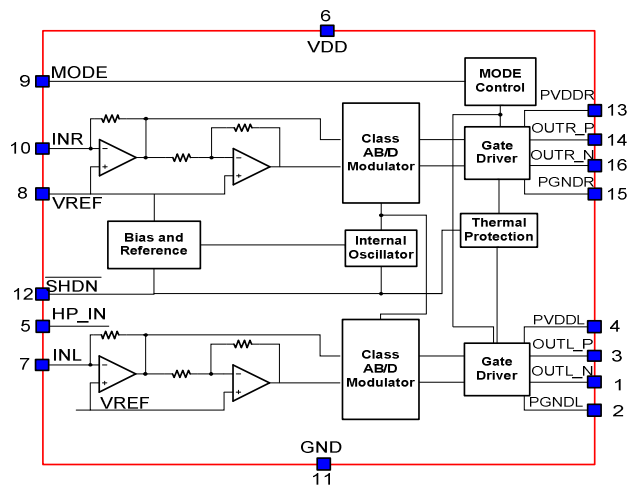 6
VDD
9
MODE
MODE
Control
PVDDR
13
10
INR
Class
AB/D
Modulator
Gate
Driver
OUTR_P
14
OUTR_N
16
8
VREF
PGNDR
15
Bias and
Reference
Internal
Oscillator
Thermal
Protection
12
SHDN
5
HP_IN
7
INL
VREF
Class
AB/D
Modulator
Gate
Driver
PVDDL
4
OUTL_P
3
OUTL_N
1
PGNDL
2
GND
11